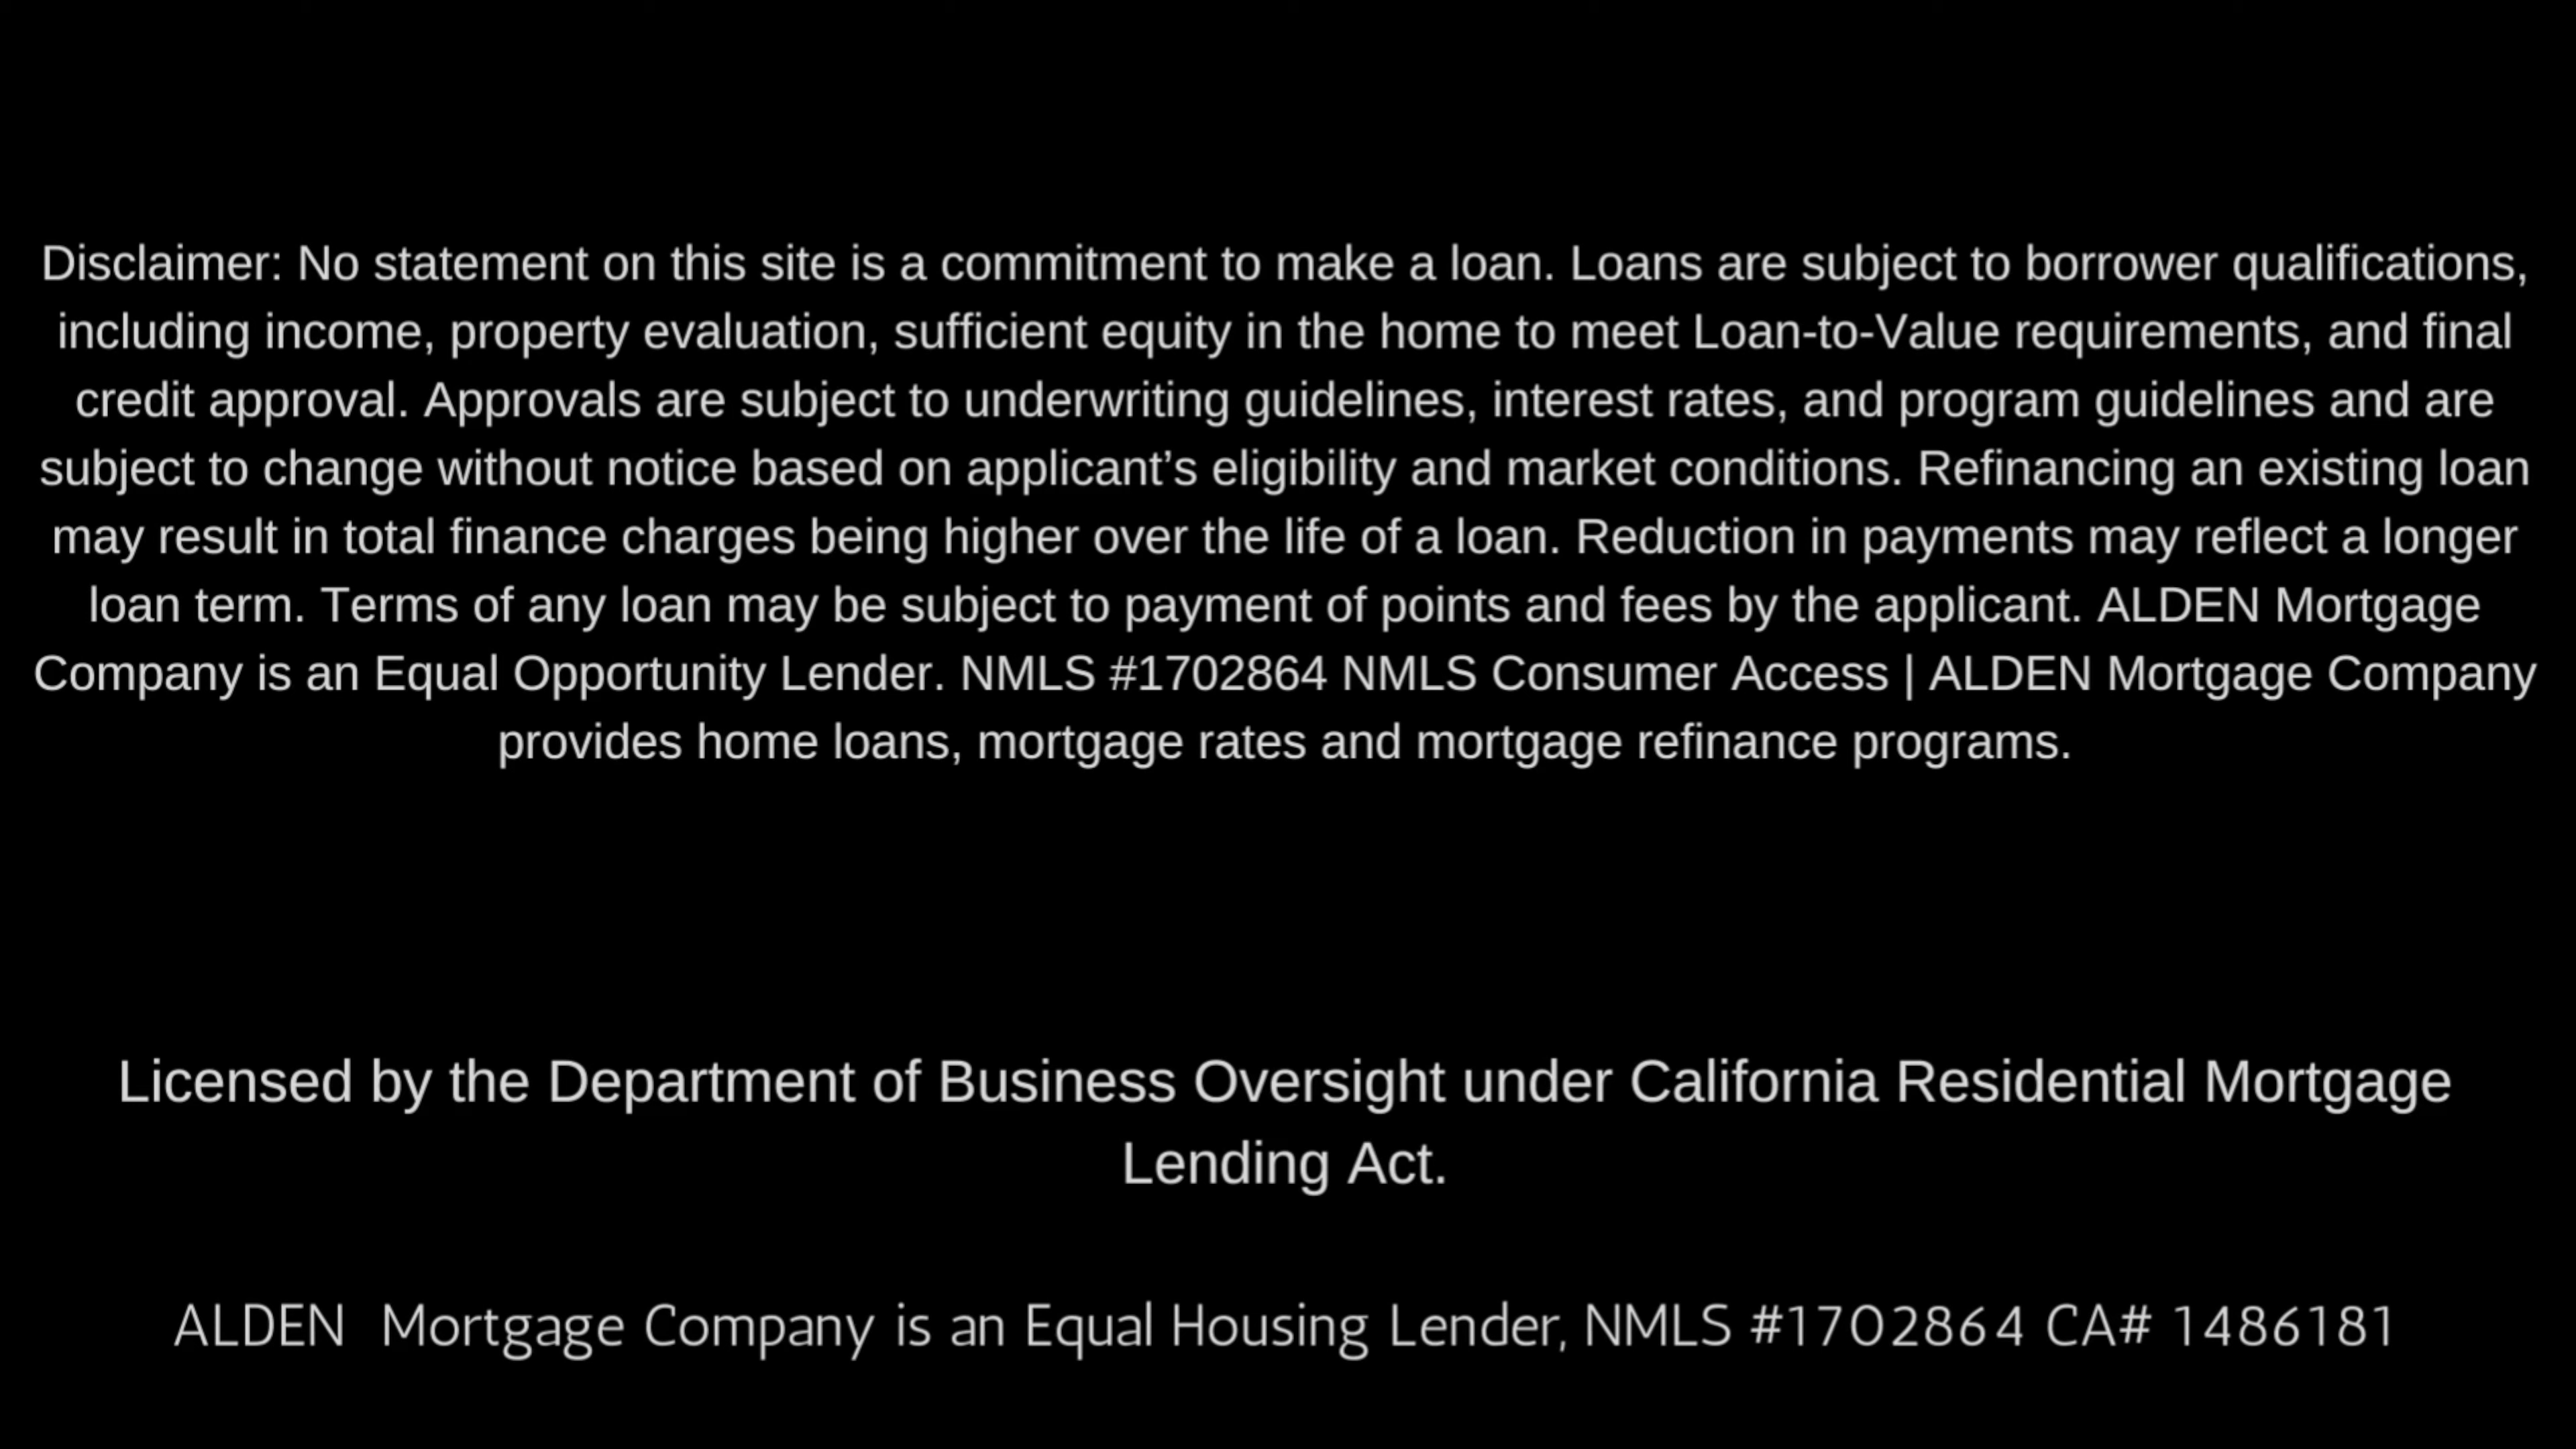 Disclaimer: No statement on this site is a commitment to make a loan. Loans are subject to borrower qualifications,
including income, property evaluation, sufficient equity in the home to meet Loan-to-Value requirements, and final
credit approval. Approvals are subject to underwriting guidelines, interest rates, and program guidelines and are
subject to change without notice based on applicant’s eligibility and market conditions. Refinancing an existing loan
may result in total finance charges being higher over the life of a loan. Reduction in payments may reflect a longer
loan term. Terms of any loan may be subject to payment of points and fees by the applicant. ALDEN Mortgage
Company is an Equal Opportunity Lender. NMLS #1702864 NMLS Consumer Access | ALDEN Mortgage Company
provides home loans, mortgage rates and mortgage refinance programs.
Licensed by the Department of Business Oversight under California Residential Mortgage
Lending Act.
ALDEN Mortgage Company is an Equal Housing Lender, NMLS #1702864 CA# 1486181